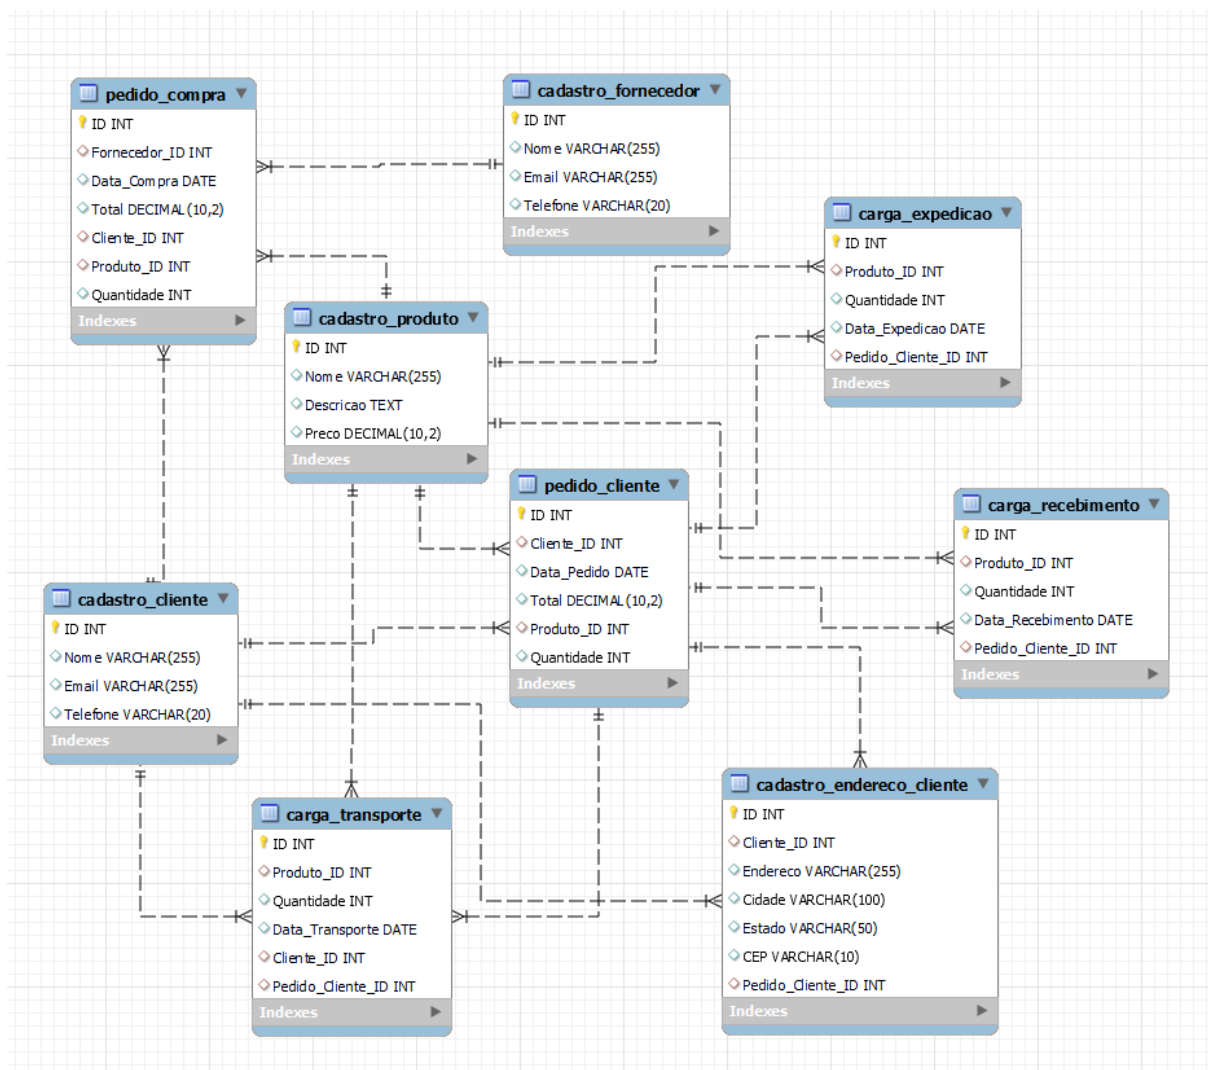 pedido_compra
ID INT
Fornecedor_ID INT
Data_Compra DATE
Total DECIMAL(10,2)
Cliente_ID INT
Produto_ID INT
Quantidade INT
Indexes
cadastro_fornecedor
ID INT
Nome VARCHAR(255)
Email VARCHAR(255)
Telefone VARCHAR(20)
Indexes
carga_expedicao
ID INT
Produto_ID INT
Quantidade INT
Data_Expedicao DATE
Pedido_Cliente_ID INT
Indexes
cadastro_produto
ID INT
Nome VARCHAR(255)
Descricao TEXT
Preco DECIMAL(10,2)
Indexes
pedido_cliente
ID INT
Cliente_ID INT
Data_Pedido DATE
Total DECIMAL(10,2)
Produto_ID INT
Quantidade INT
Indexes
carga_recebimento
ID INT
Produto_ID INT
Quantidade INT
Data_Recebimento DATE
Pedido_Cliente_ID INT
Indexes
cadastro_cliente
ID INT
Nome VARCHAR(255)
Email VARCHAR(255)
Telefone VARCHAR(20)
Indexes
carga_transporte
ID INT
Produto_ID INT
Quantidade INT
Data_Transporte DATE
Cliente_ID INT
Pedido_Cliente_ID INT
Indexes
cadastro_endereco_cliente
ID INT
Cliente_ID INT
Endereco VARCHAR(255)
Cidade VARCHAR(100)
Estado VARCHAR(50)
CEP VARCHAR(10)
Pedido_Cliente_ID INT
Indexes